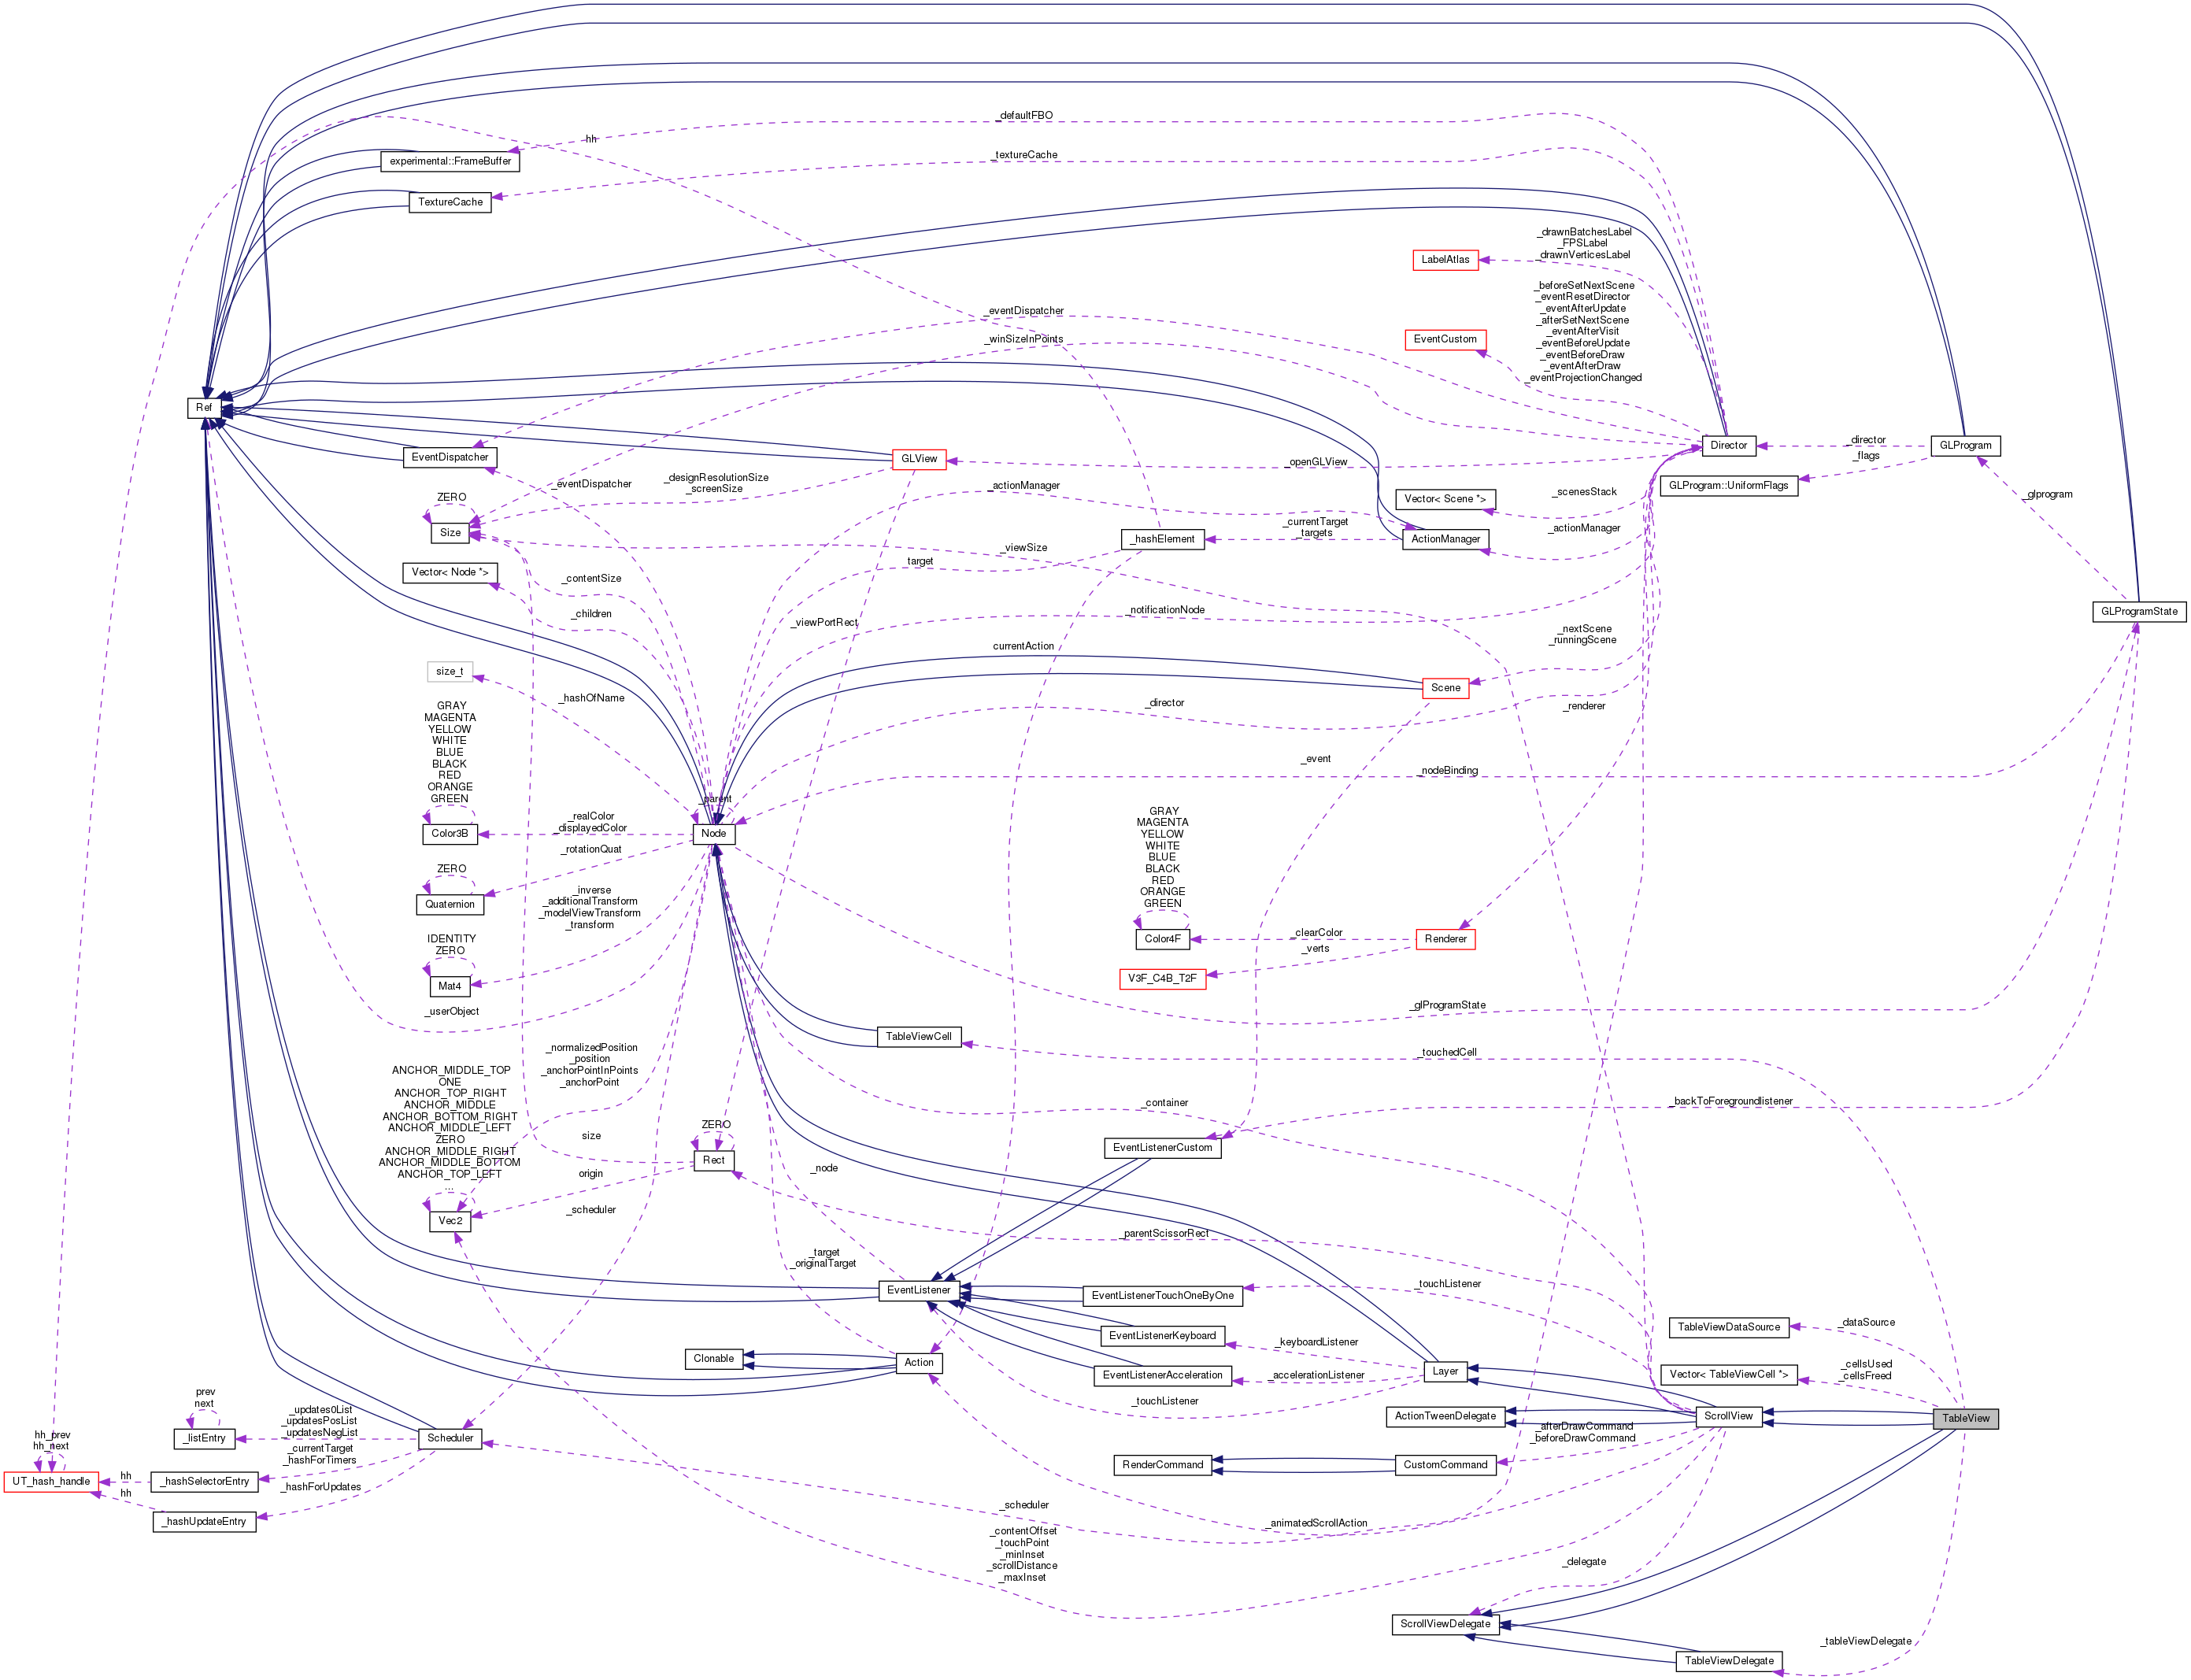 _defaultFBO
hh
_textureCache
experimental::FrameBuffer
TextureCache
_drawnBatchesLabel
_FPSLabel
_drawnVerticesLabel
LabelAtlas
_beforeSetNextScene
_eventResetDirector
_eventAfterUpdate
_afterSetNextScene
_eventAfterVisit
_eventBeforeUpdate
_eventBeforeDraw
_eventAfterDraw
_eventProjectionChanged
EventCustom
_eventDispatcher
_winSizeInPoints
Ref
EventDispatcher
GLView
_openGLView
Director
_director
_flags
GLProgram
GLProgram::UniformFlags
_designResolutionSize
_screenSize
_eventDispatcher
_actionManager
Vector< Scene *>
_scenesStack
_glprogram
ZERO
Size
_hashElement
_currentTarget
_targets
ActionManager
_actionManager
_viewSize
target
Vector< Node *>
_contentSize
_children
_viewPortRect
_notificationNode
_nextScene
_runningScene
GLProgramState
currentAction
size_t
_hashOfName
Scene
_director
_renderer
GRAY
MAGENTA
YELLOW
WHITE
BLUE
BLACK
RED
ORANGE
GREEN
Color3B
_realColor
_displayedColor
_parent
Node
_event
_nodeBinding
_rotationQuat
ZERO
Quaternion
GRAY
MAGENTA
YELLOW
WHITE
BLUE
BLACK
RED
ORANGE
GREEN
Color4F
_clearColor
_verts
Renderer
V3F_C4B_T2F
_inverse
_additionalTransform
_modelViewTransform
_transform
IDENTITY
ZERO
Mat4
_userObject
_glProgramState
TableViewCell
_touchedCell
_normalizedPosition
_position
_anchorPointInPoints
_anchorPoint
ANCHOR_MIDDLE_TOP
ONE
ANCHOR_TOP_RIGHT
ANCHOR_MIDDLE
ANCHOR_BOTTOM_RIGHT
ANCHOR_MIDDLE_LEFT
ZERO
ANCHOR_MIDDLE_RIGHT
ANCHOR_MIDDLE_BOTTOM
ANCHOR_TOP_LEFT
...
Vec2
_container
_backToForegroundlistener
size
ZERO
Rect
origin
_node
EventListenerCustom
_scheduler
_parentScissorRect
_target
_originalTarget
EventListener
EventListenerTouchOneByOne
_touchListener
EventListenerKeyboard
_keyboardListener
TableViewDataSource
_dataSource
Clonable
Action
EventListenerAcceleration
_accelerationListener
Layer
Vector< TableViewCell *>
_cellsUsed
_cellsFreed
prev
next
_listEntry
_updates0List
_updatesPosList
_updatesNegList
_touchListener
ActionTweenDelegate
ScrollView
TableView
Scheduler
_afterDrawCommand
_beforeDrawCommand
hh_prev
hh_next
UT_hash_handle
hh
_hashSelectorEntry
_currentTarget
_hashForTimers
RenderCommand
CustomCommand
hh
_hashUpdateEntry
_hashForUpdates
_scheduler
_animatedScrollAction
_contentOffset
_touchPoint
_minInset
_scrollDistance
_maxInset
_delegate
ScrollViewDelegate
_tableViewDelegate
TableViewDelegate